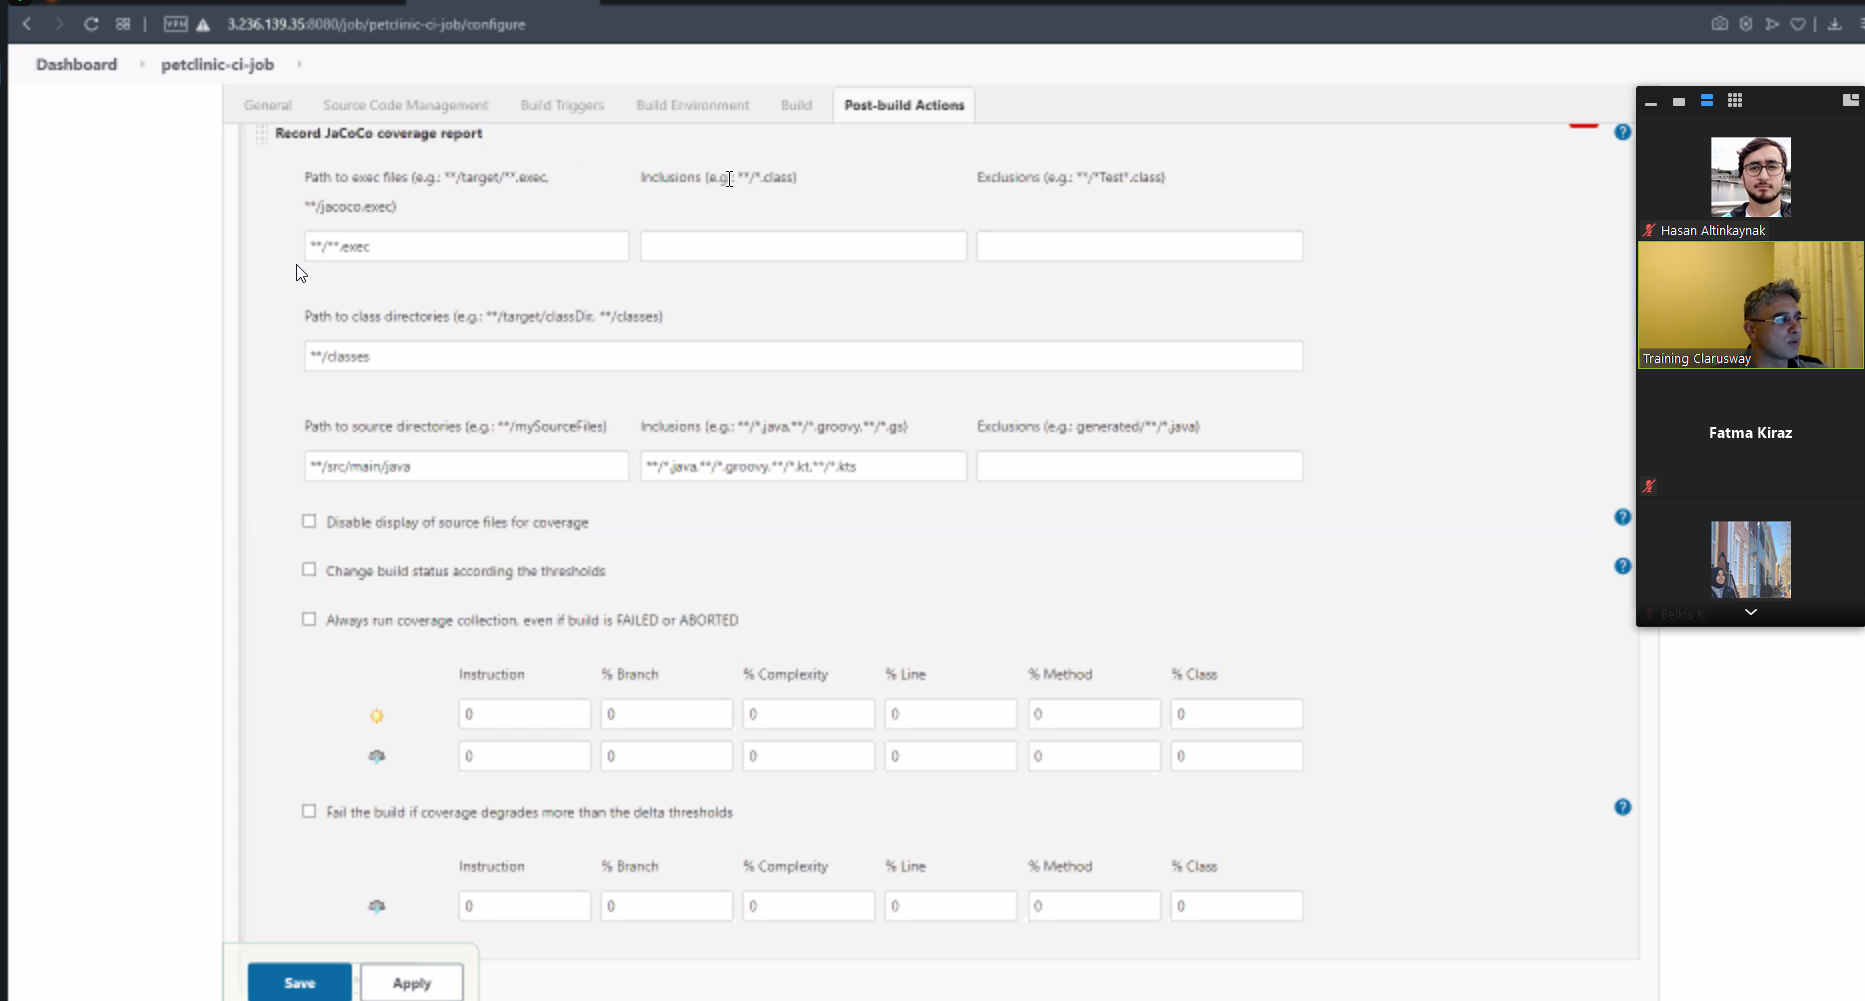 VPN
3.236.139.35:8080/job/petclinic-ci-job/configure
Dashboard
petclinic-ci-job
General Source Code Management Build Triggers Build Environment Build Post-build Actions
Record JaCoCo coverage report
?
Path to exec files (e.g.: **/target/**.exec, **/jacoco.exec)
Inclusions (e.g.: **/*.class)
Exclusions (e.g.: **/*Test*.class)
**/**.exec
Path to class directories (e.g.: **/target/classDir, **/classes)
**/classes
Path to source directories (e.g.: **/mySourceFiles)
Inclusions (e.g.: **/*.java,**/*.groovy,**/*.gs)
Exclusions (e.g.: generated/**/*.java)
**/src/main/java
**/*.java,**/*.groovy,**/*.kt,**/*.kts
Disable display of source files for coverage
?
Change build status according the thresholds
?
Always run coverage collection, even if build is FAILED or ABORTED
Instruction % Branch % Complexity % Line % Method % Class
0 0 0 0 0 0
0 0 0 0 0 0
Fail the build if coverage degrades more than the delta thresholds
?
Instruction % Branch % Complexity % Line % Method % Class
0 0 0 0 0 0
Save Apply
Hasan Altinkaynak
Training Clarusway
Fatma Kiraz
Belkis K